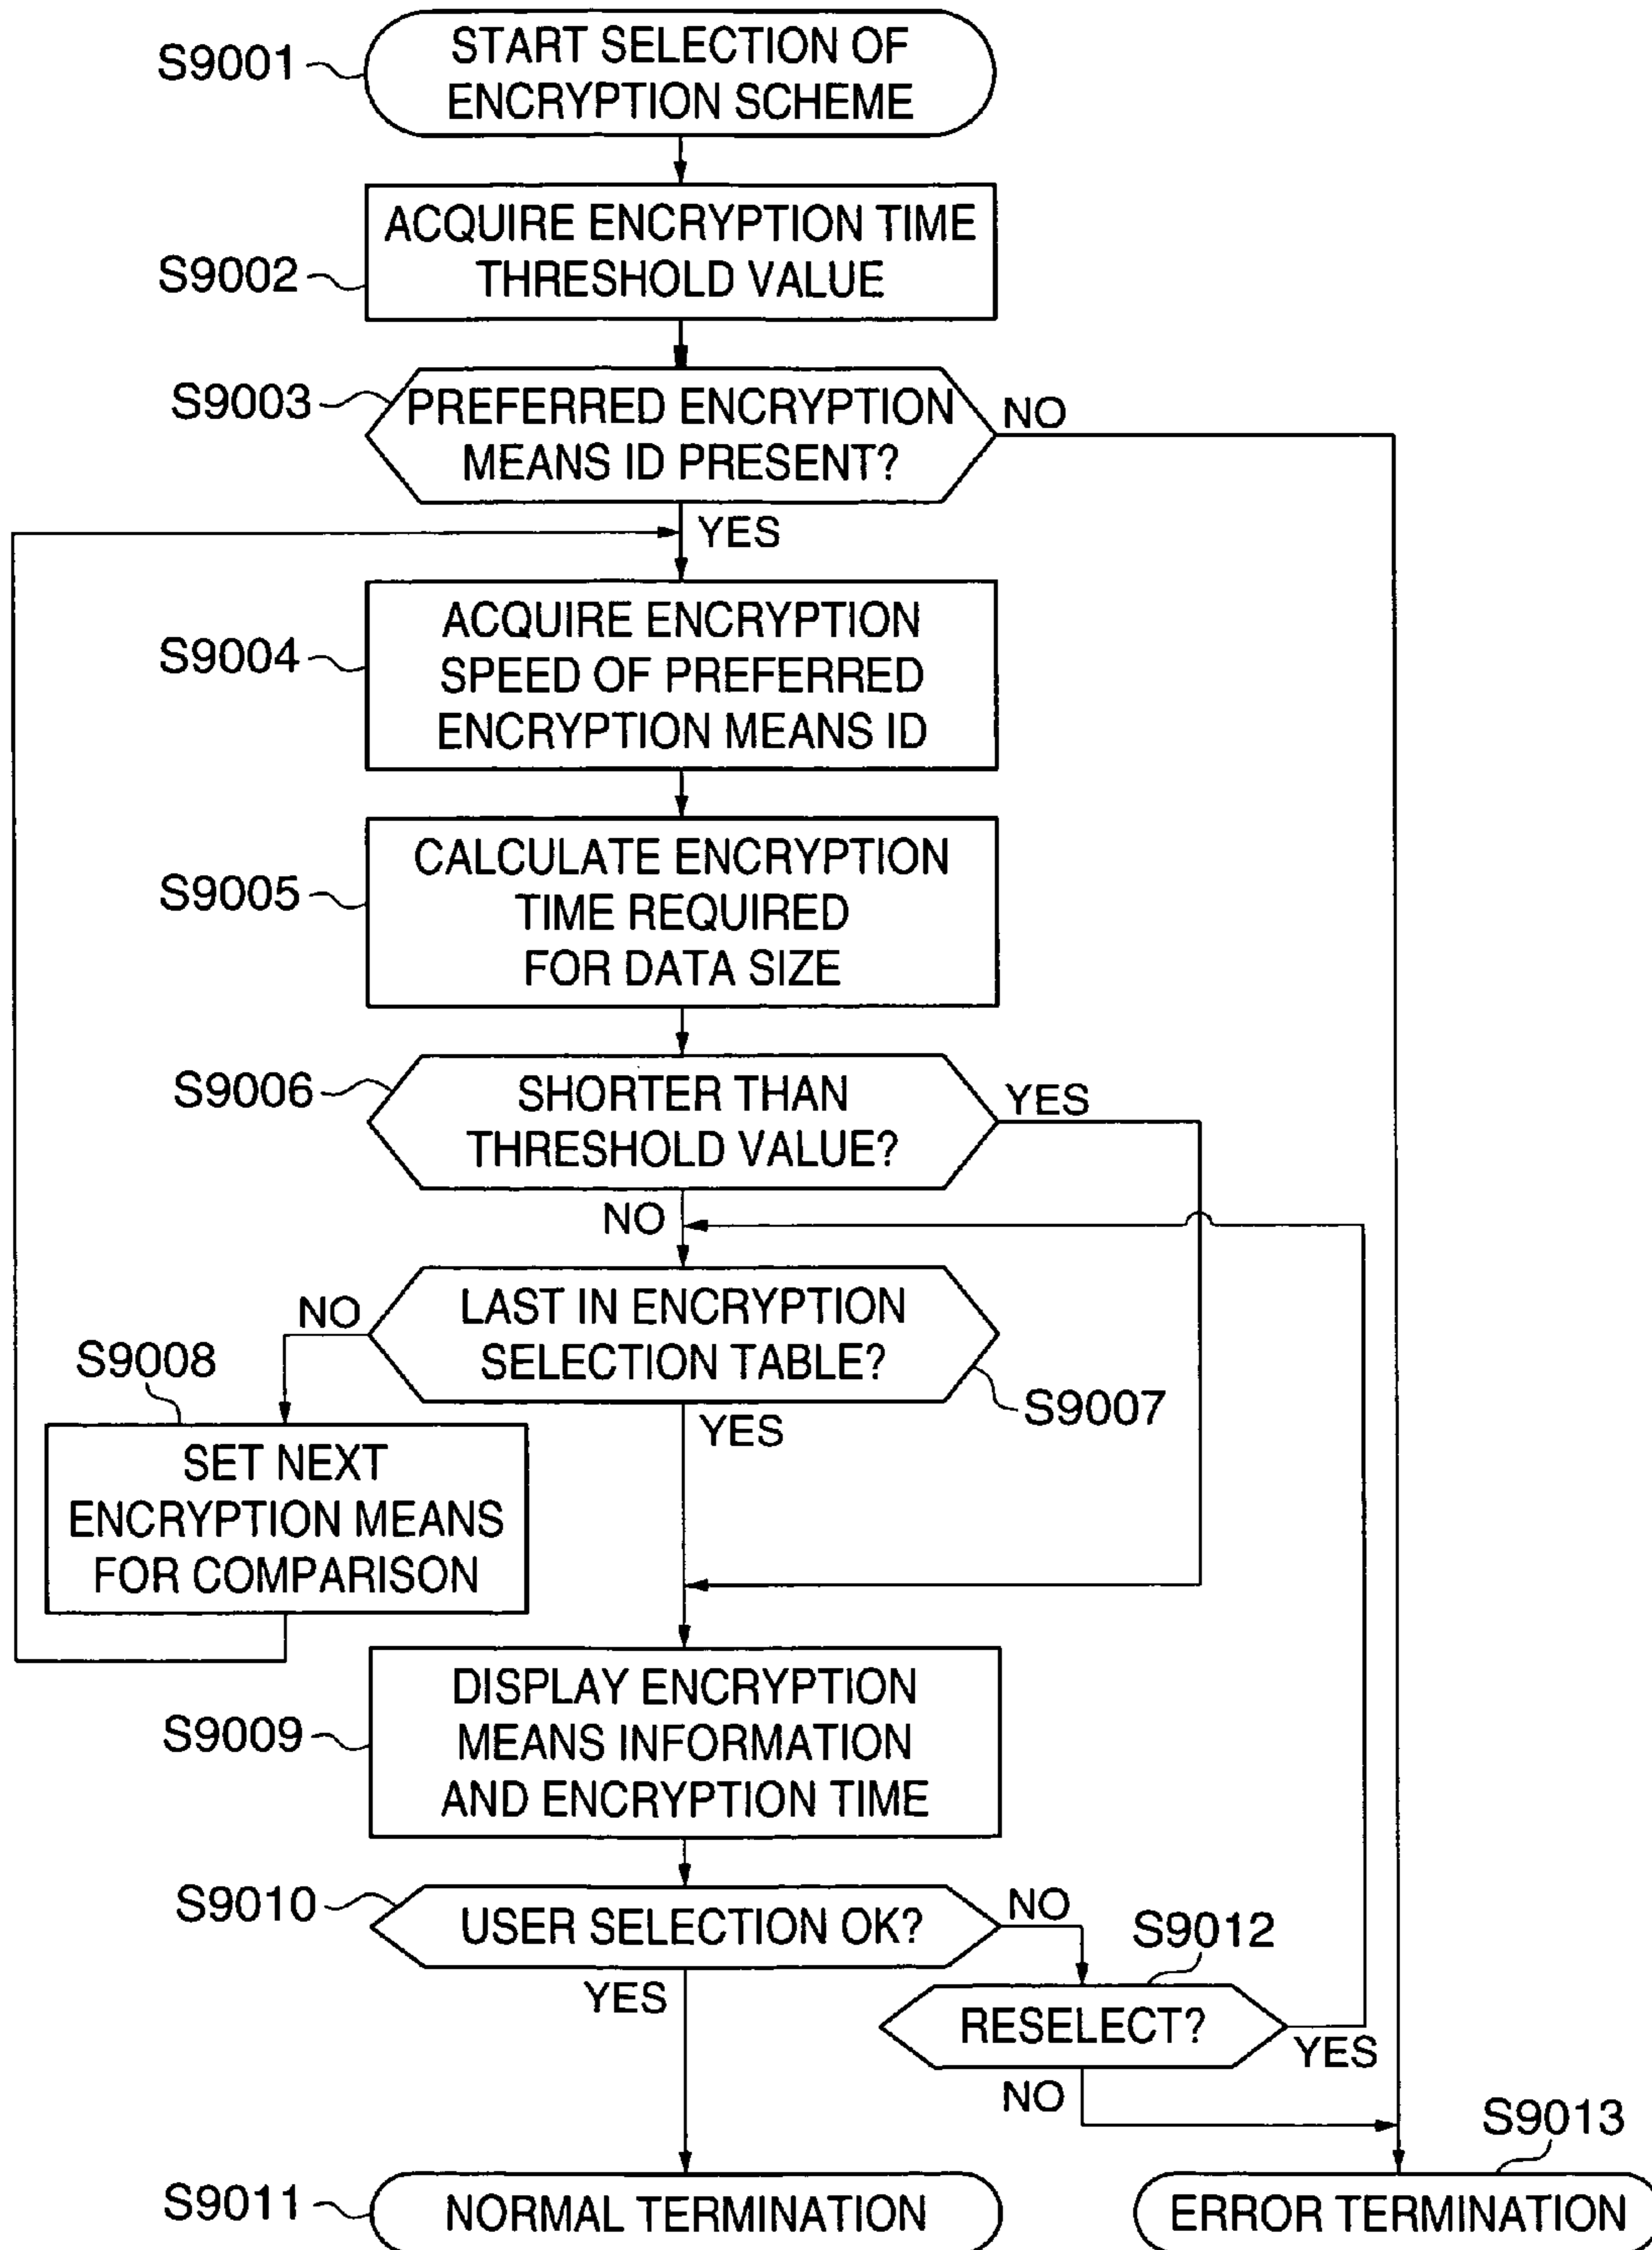 S9001
START SELECTION OF
ENCRYPTION SCHEME
S9002
ACQUIRE ENCRYPTION TIME
THRESHOLD VALUE
S9003
PREFERRED ENCRYPTION
MEANS ID PRESENT?
NO
YES
S9004
ACQUIRE ENCRYPTION
SPEED OF PREFERRED
ENCRYPTION MEANS ID
S9005
CALCULATE ENCRYPTION
TIME REQUIRED
FOR DATA SIZE
S9006
SHORTER THAN
THRESHOLD VALUE?
YES
NO
LAST IN ENCRYPTION
SELECTION TABLE?
NO
S9007
YES
S9008
SET NEXT
ENCRYPTION MEANS
FOR COMPARISON
S9009
DISPLAY ENCRYPTION
MEANS INFORMATION
AND ENCRYPTION TIME
S9010
USER SELECTION OK?
NO
YES
S9012
RESELECT?
YES
NO
S9011
NORMAL TERMINATION
S9013
ERROR TERMINATION